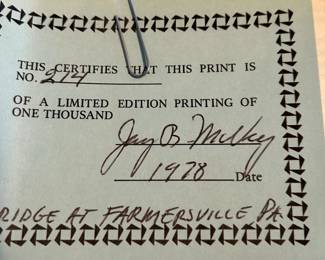 THIS CERTIFIES THAT THIS PRINT IS
NO. 274
OF A LIMITED EDITION PRINTING OF
ONE THOUSAND
Jay B
1978 Date
RIDGE AT FARMERSVILLE, PA.